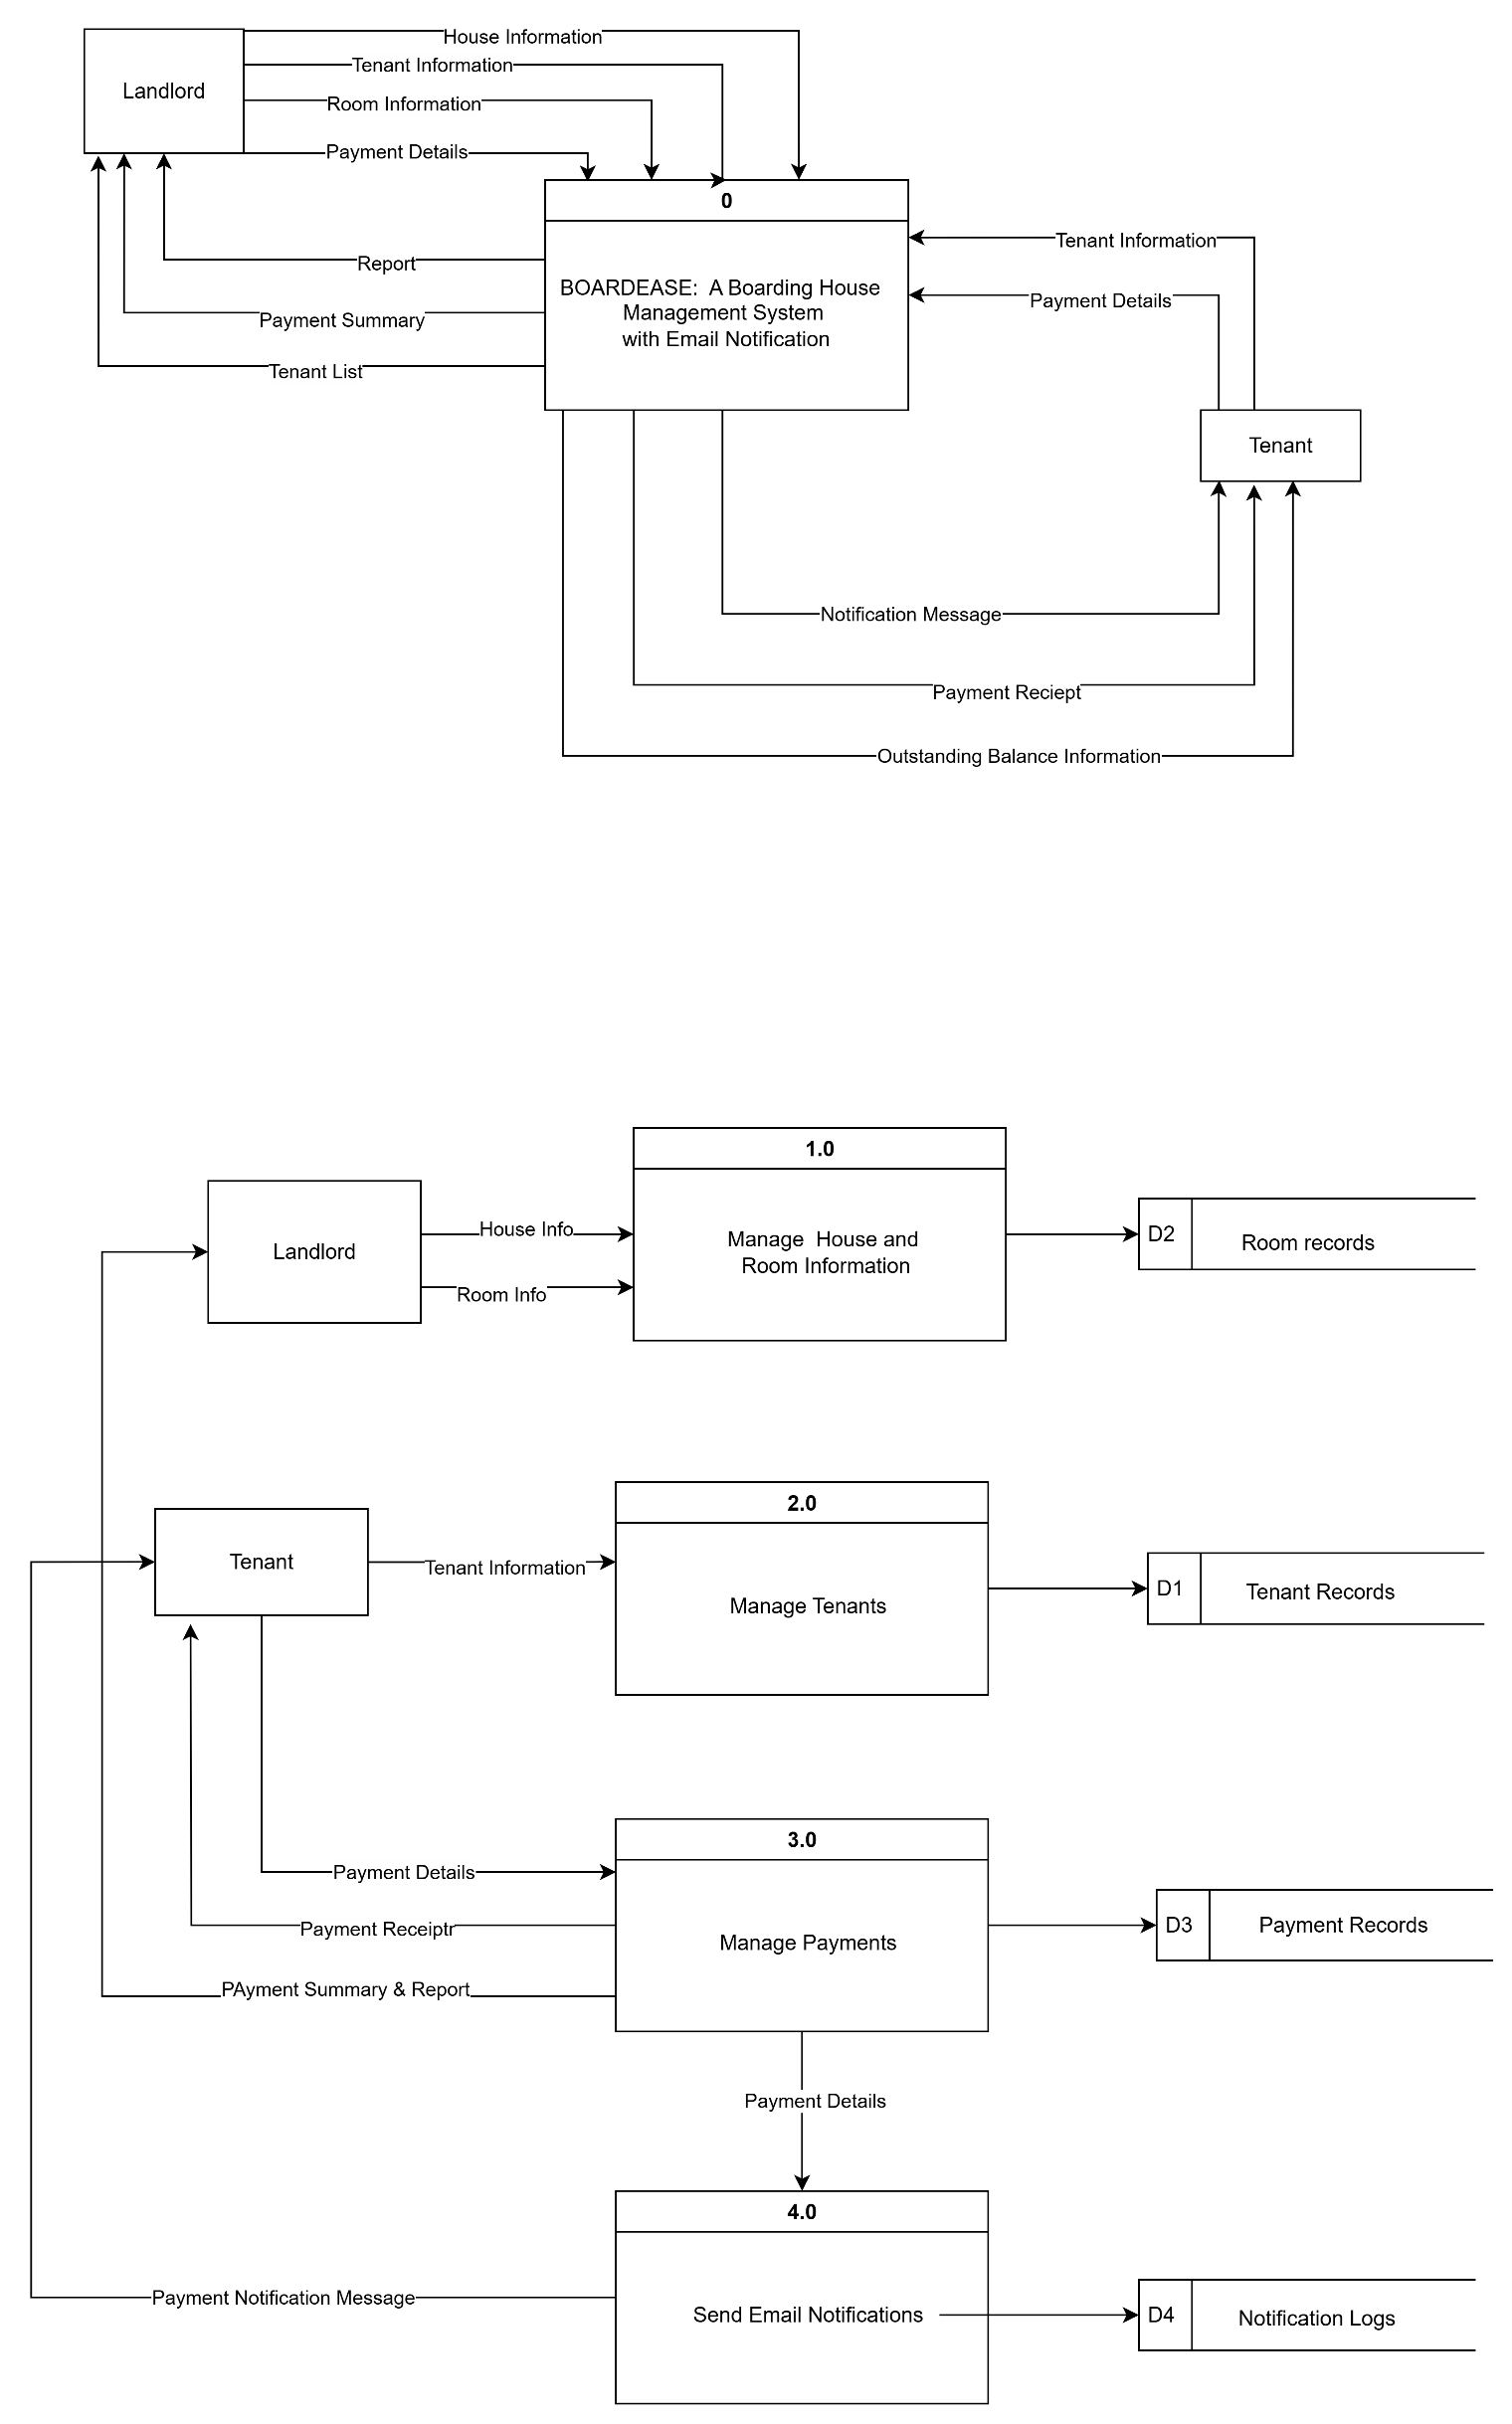 House Information
Tenant Information
Landlord
Room Information
Payment Details
0
Tenant Information
Report
BOARDEASE:  A Boarding House
Management System
with Email Notification
Payment Details
Payment Summary
Tenant List
Tenant
Notification Message
Payment Reciept
Outstanding Balance Information
1.0
House Info
Landlord
Manage  House and
Room Information
D2
Room records
Room Info
2.0
Tenant
Tenant Information
Manage Tenants
D1
Tenant Records
3.0
Payment Details
Payment Receiptr
Manage Payments
D3
Payment Records
PAyment Summary & Report
Payment Details
4.0
Payment Notification Message
Send Email Notifications
D4
Notification Logs